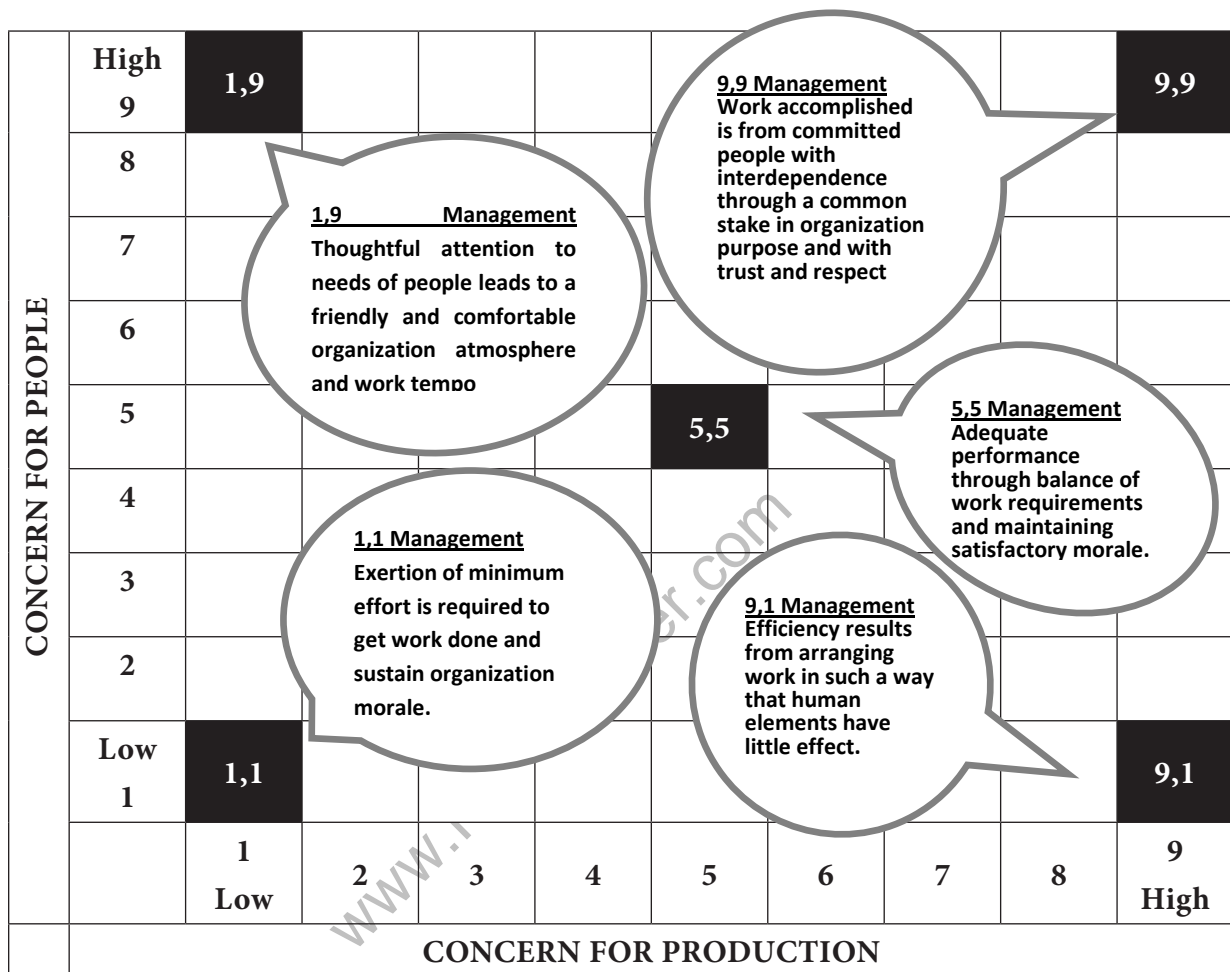 High
9
1,9
9,9
8
7
6
5
5,5
4
3
2
Low
1
1,1
9,1
CONCERN FOR PEOPLE
1,9 Management
Thoughtful attention to
needs of people leads to a
friendly and comfortable
organization atmosphere
and work tempo
9,9 Management
Work accomplished
is from committed
people with
interdependence
through a common
stake in organization
purpose and with
trust and respect
5,5 Management
Adequate
performance
through balance of
work requirements
and maintaining
satisfactory morale.
1,1 Management
Exertion of minimum
effort is required to
get work done and
sustain organization
morale.
9,1 Management
Efficiency results
from arranging
work in such a way
that human
elements have
little effect.
1 2 3 4 5 6 7 8 9
Low High
CONCERN FOR PRODUCTION